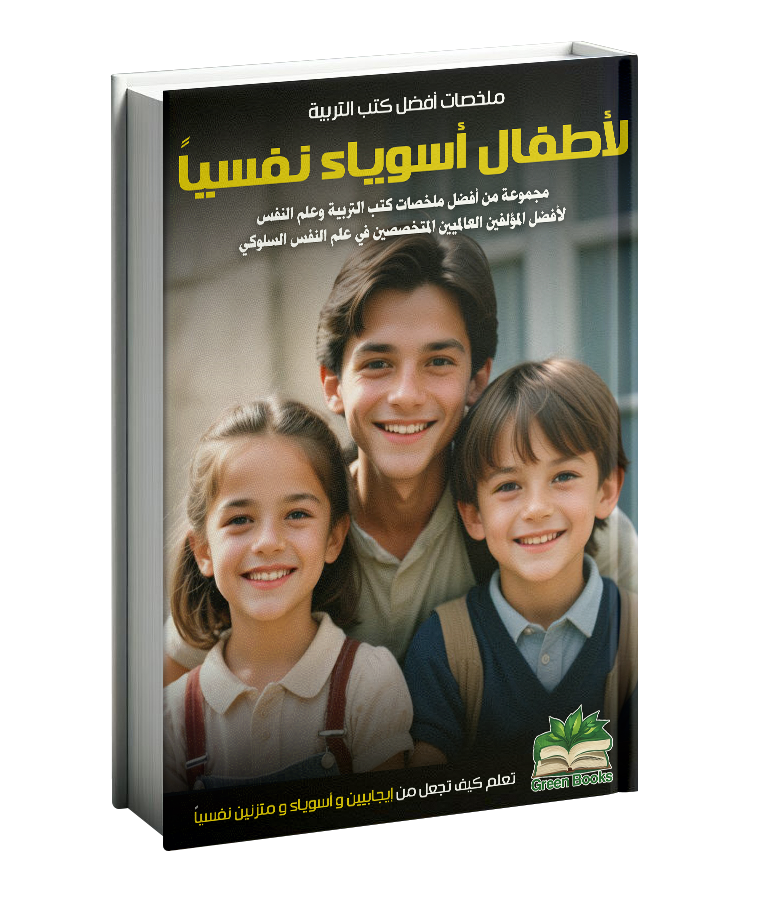 ملخصات أفضل كتب التربية
لأطفال أسوياء نفسياً
مجموعة من أفضل ملخصات كتب التربية وعلم النفس
لأفضل المؤلفين العالميين المتخصصين في علم النفس السلوكي
Green Books
تعلم كيف تجعل من إيجابيين و أسوياء و متزنين نفسياً